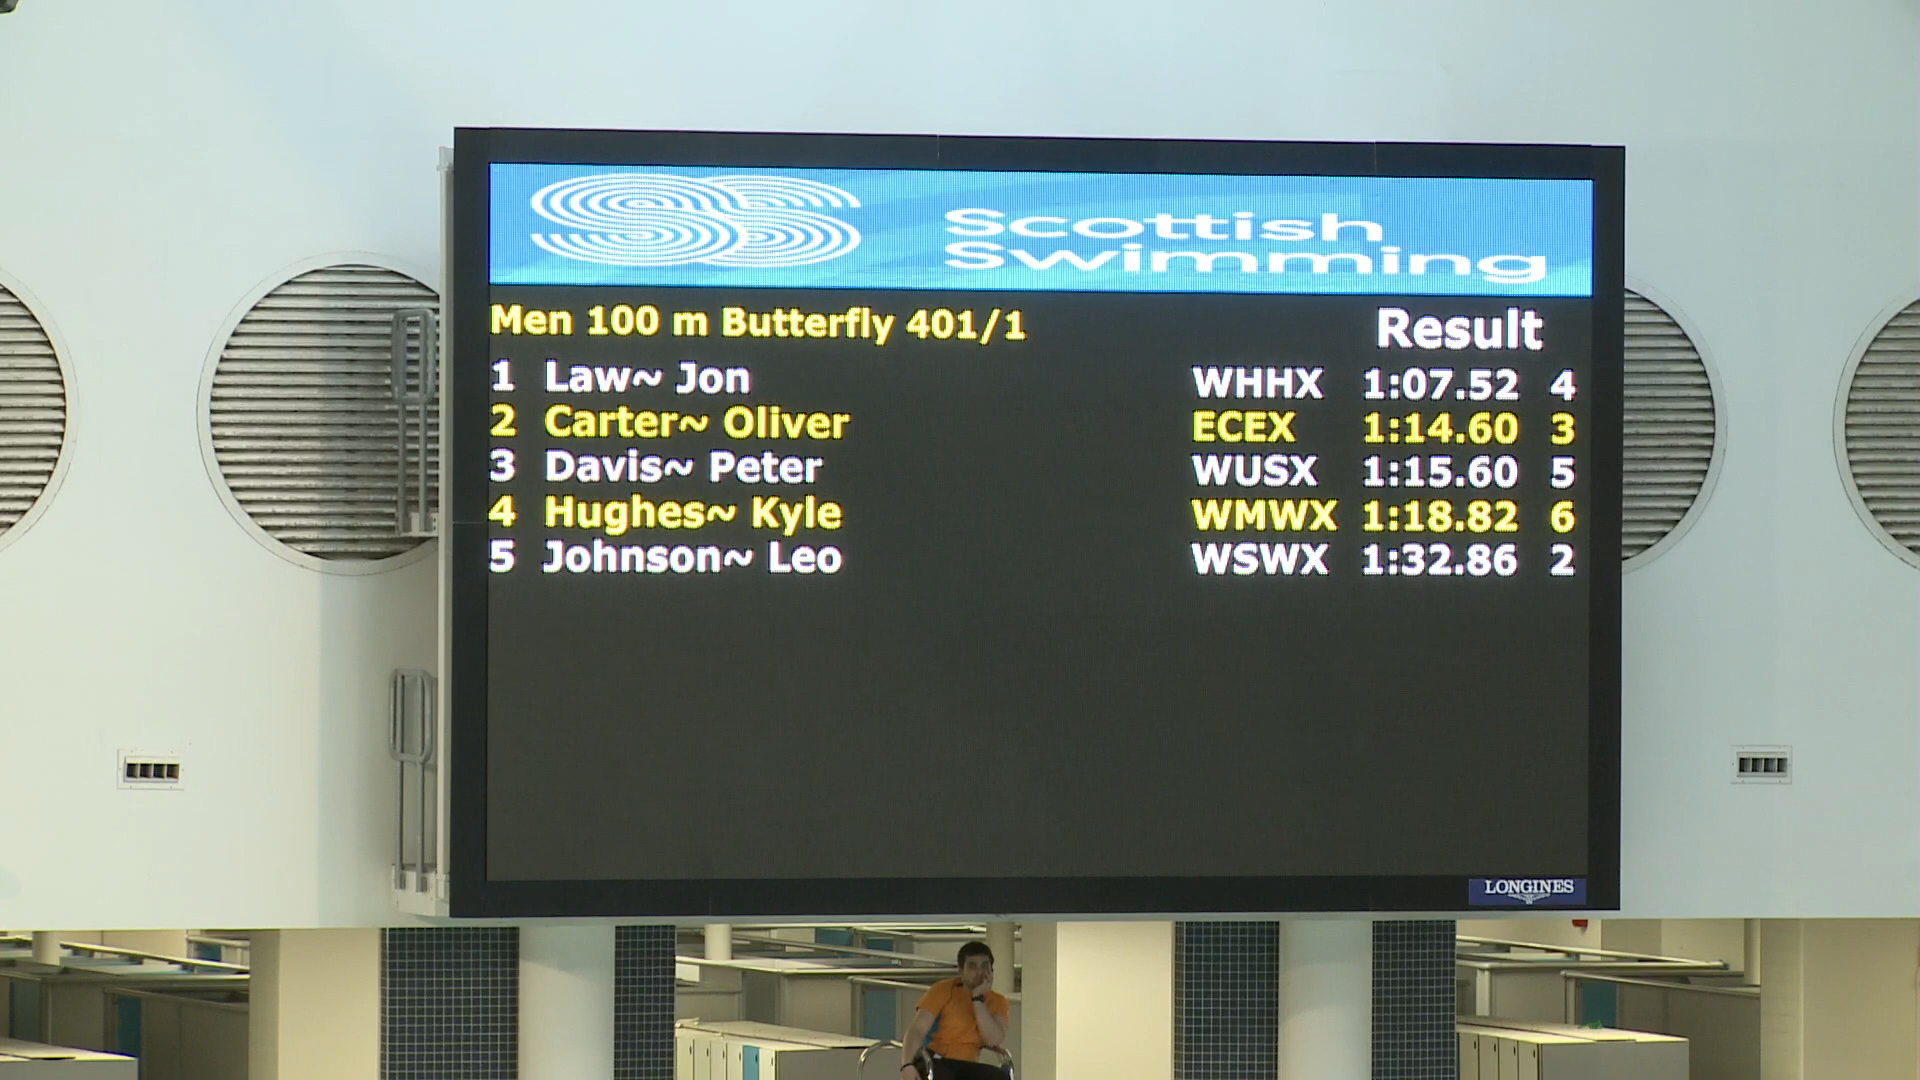 Scottish
Swimming
Men 100 m Butterfly 401/1 Result
1 Law~ Jon WHHX 1:07.52 4
2 Carter~ Oliver ECEX 1:14.60 3
3 Davis~ Peter WUSX 1:15.60 5
4 Hughes~ Kyle WMWX 1:18.82 6
5 Johnson~ Leo WSWX 1:32.86 2
LONGINES